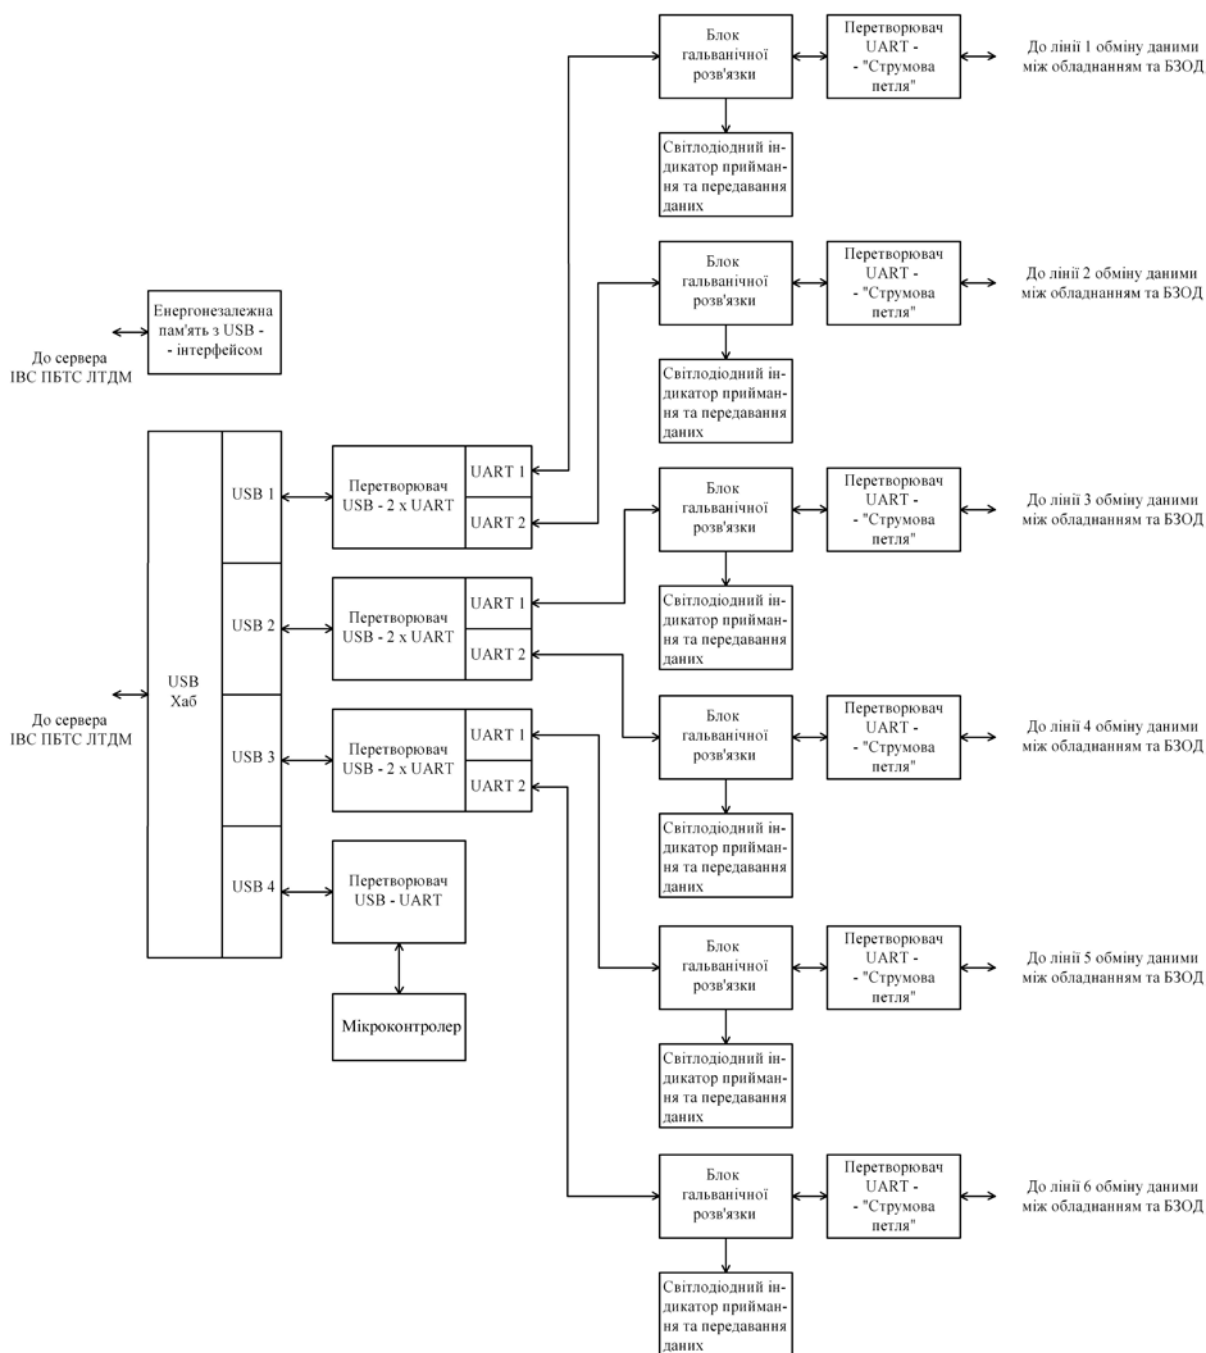 Блок
гальванічної
розв'язки
Перетворювач
UART -
- "Струмова
петля"
До лінії 1 обміну даними
між обладнанням та БЗОД
Світлодіодний ін-
дикатор прийман-
ня та передавання
даних
Блок
гальванічної
розв'язки
Перетворювач
UART -
- "Струмова
петля"
До лінії 2 обміну даними
між обладнанням та БЗОД
Світлодіодний ін-
дикатор прийман-
ня та передавання
даних
Енергонезалежна
пам'ять з USB -
- інтерфейсом
До сервера
ІВС ПБТС ЛТДМ
USB
Хаб
До сервера
ІВС ПБТС ЛТДМ
USB 1
USB 2
USB 3
USB 4
Перетворювач
USB - 2 x UART
UART 1
UART 2
Перетворювач
USB - 2 x UART
UART 1
UART 2
Перетворювач
USB - 2 x UART
UART 1
UART 2
Перетворювач
USB - UART
Мікроконтролер
Блок
гальванічної
розв'язки
Перетворювач
UART -
- "Струмова
петля"
До лінії 3 обміну даними
між обладнанням та БЗОД
Світлодіодний ін-
дикатор прийман-
ня та передавання
даних
Блок
гальванічної
розв'язки
Перетворювач
UART -
- "Струмова
петля"
До лінії 4 обміну даними
між обладнанням та БЗОД
Світлодіодний ін-
дикатор прийман-
ня та передавання
даних
Блок
гальванічної
розв'язки
Перетворювач
UART -
- "Струмова
петля"
До лінії 5 обміну даними
між обладнанням та БЗОД
Світлодіодний ін-
дикатор прийман-
ня та передавання
даних
Блок
гальванічної
розв'язки
Перетворювач
UART -
- "Струмова
петля"
До лінії 6 обміну даними
між обладнанням та БЗОД
Світлодіодний ін-
дикатор прийман-
ня та передавання
даних